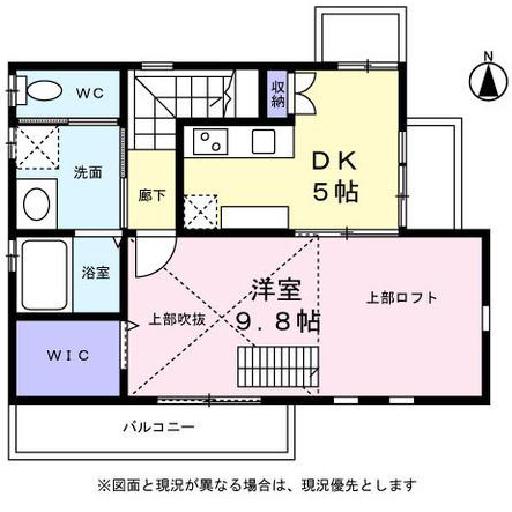 N
WC
収納
DK
5帖
洗面
廊下
浴室
洋室
9.8帖
上部ロフト
上部吹抜
WIC
バルコニー
※図面と現況が異なる場合は、現況優先とします